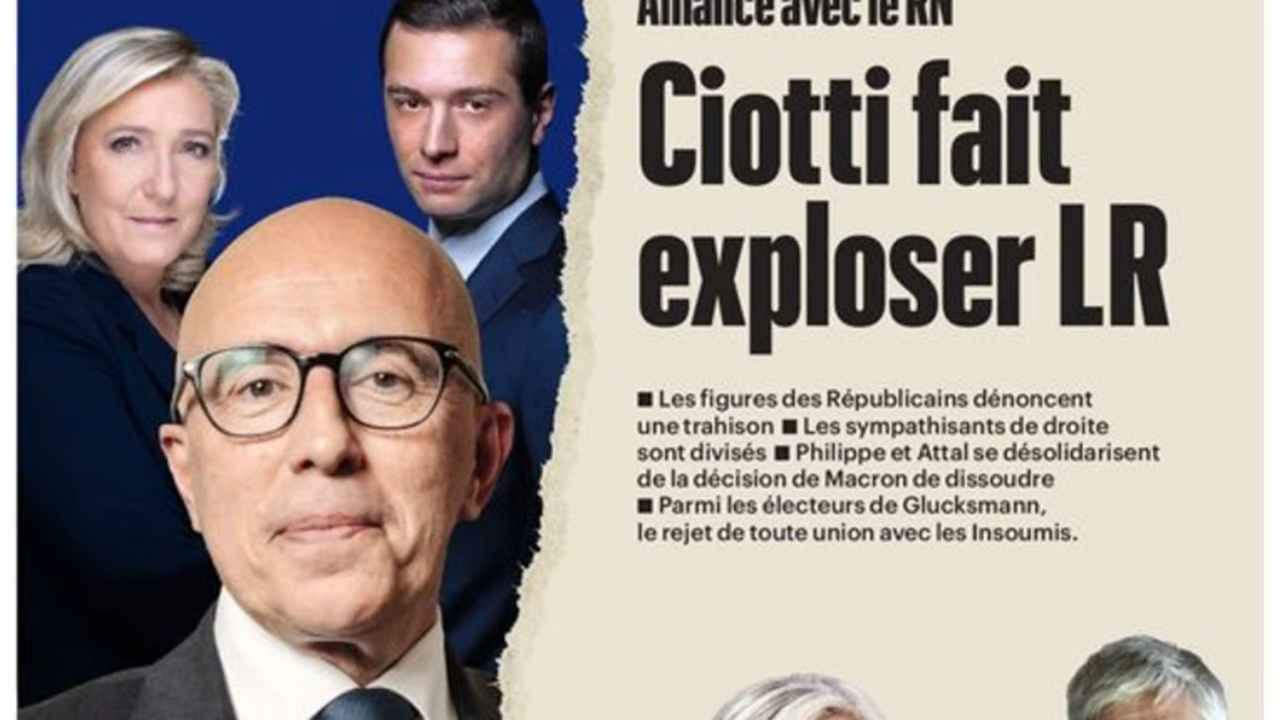 Alliance avec le RN
Ciotti fait
exploser LR
■ Les figures des Républicains dénoncent
une trahison ■ Les sympathisants de droite
sont divisés ■ Philippe et Attal se désolidarisent
de la décision de Macron de dissoudre
■ Parmi les électeurs de Glucksmann,
le rejet de toute union avec les Insoumis.